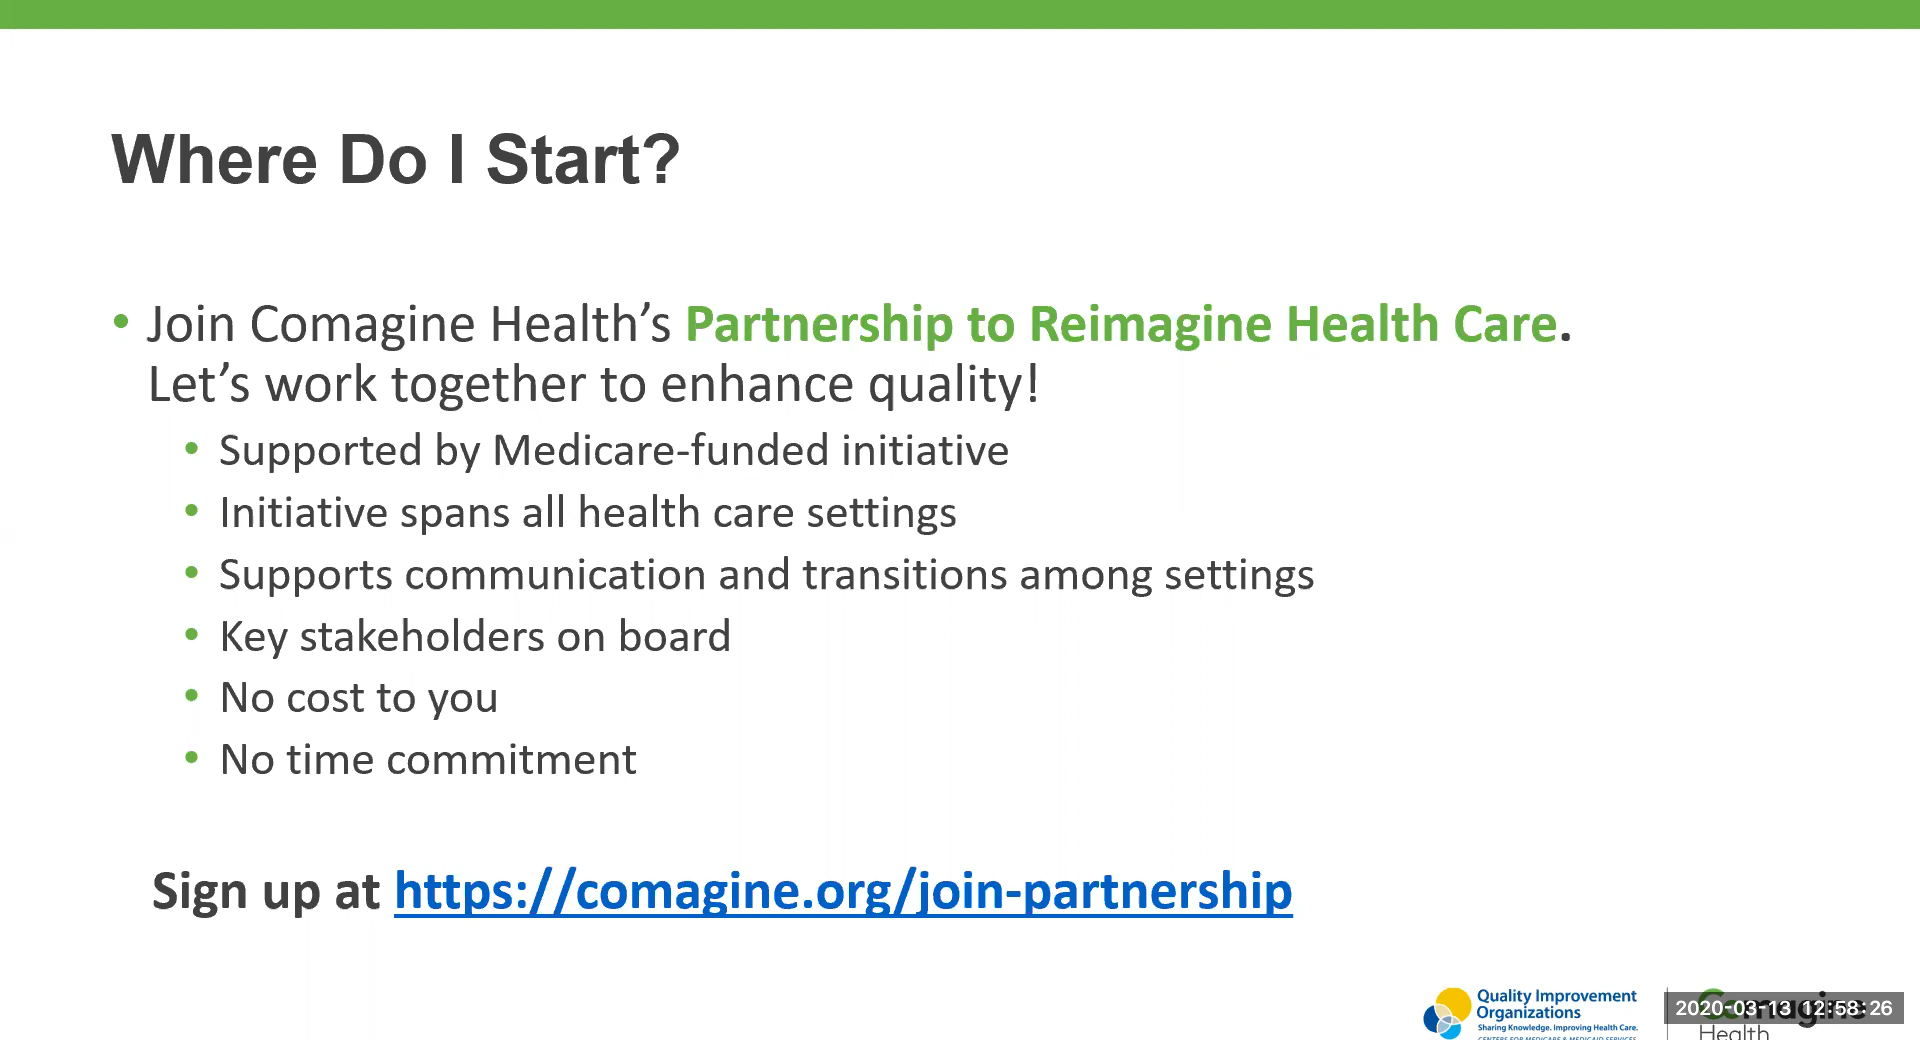 Where Do I Start?
• Join Comagine Health’s Partnership to Reimagine Health Care.
Let’s work together to enhance quality!
• Supported by Medicare-funded initiative
• Initiative spans all health care settings
• Supports communication and transitions among settings
• Key stakeholders on board
• No cost to you
• No time commitment
Sign up at https://comagine.org/join-partnership
Quality Improvement
Organizations
Sharing Knowledge. Improving Health Care.
CENTERS FOR MEDICARE & MEDICAID SERVICES
Comagine
2020-03-13 12:58:26
Health